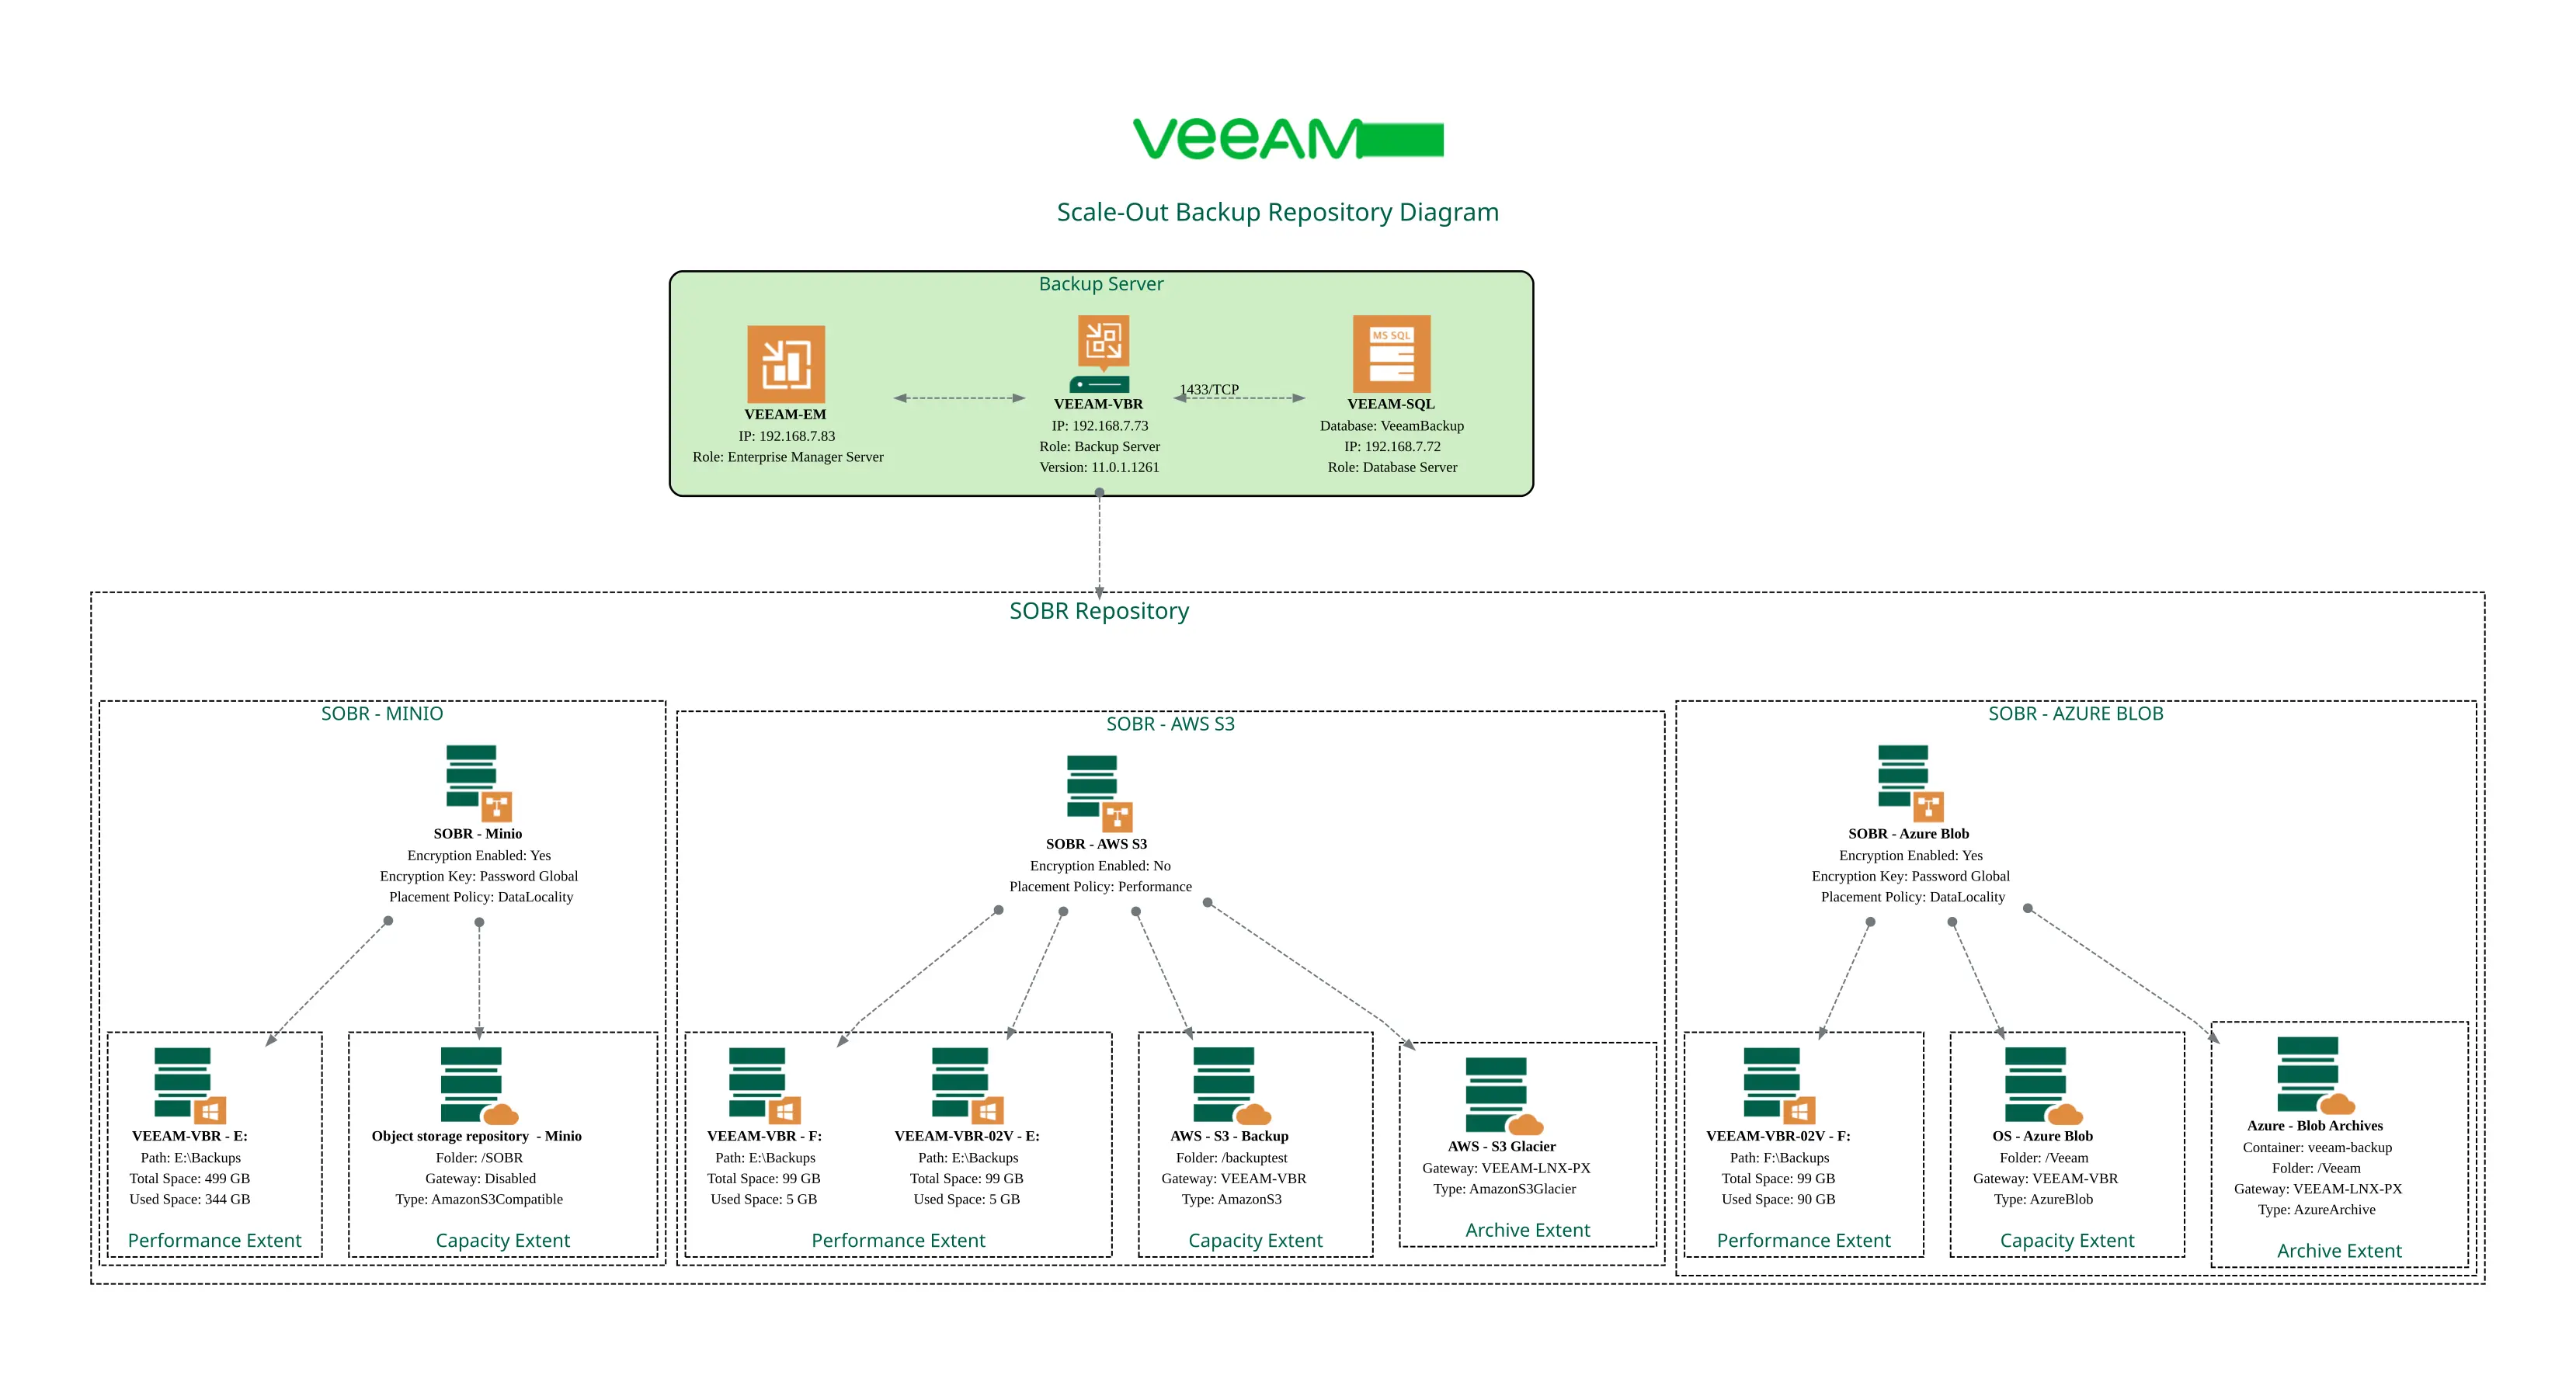 veeAM
Scale-Out Backup Repository Diagram
Backup Server
MS SQL
1433/TCP
VEEAM-EM
IP: 192.168.7.83
Role: Enterprise Manager Server
VEEAM-VBR
IP: 192.168.7.73
Role: Backup Server
Version: 11.0.1.1261
VEEAM-SQL
Database: VeeamBackup
IP: 192.168.7.72
Role: Database Server
SOBR Repository
SOBR - MINIO
SOBR - Minio
Encryption Enabled: Yes
Encryption Key: Password Global
Placement Policy: DataLocality
VEEAM-VBR - E:
Path: E:\Backups
Total Space: 499 GB
Used Space: 344 GB
Performance Extent
Object storage repository  - Minio
Folder: /SOBR
Gateway: Disabled
Type: AmazonS3Compatible
Capacity Extent
SOBR - AWS S3
SOBR - AWS S3
Encryption Enabled: No
Placement Policy: Performance
VEEAM-VBR - F:
Path: E:\Backups
Total Space: 99 GB
Used Space: 5 GB
VEEAM-VBR-02V - E:
Path: E:\Backups
Total Space: 99 GB
Used Space: 5 GB
Performance Extent
AWS - S3 - Backup
Folder: /backuptest
Gateway: VEEAM-VBR
Type: AmazonS3
Capacity Extent
AWS - S3 Glacier
Gateway: VEEAM-LNX-PX
Type: AmazonS3Glacier
Archive Extent
SOBR - AZURE BLOB
SOBR - Azure Blob
Encryption Enabled: Yes
Encryption Key: Password Global
Placement Policy: DataLocality
VEEAM-VBR-02V - F:
Path: F:\Backups
Total Space: 99 GB
Used Space: 90 GB
Performance Extent
OS - Azure Blob
Folder: /Veeam
Gateway: VEEAM-VBR
Type: AzureBlob
Capacity Extent
Azure - Blob Archives
Container: veeam-backup
Folder: /Veeam
Gateway: VEEAM-LNX-PX
Type: AzureArchive
Archive Extent